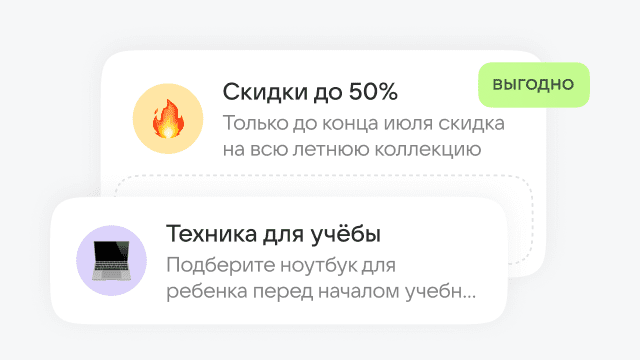 Скидки до 50%
ВЫГОДНО
Только до конца июля скидка
на всю летнюю коллекцию
Техника для учёбы
Подберите ноутбук для
ребенка перед началом учебн...